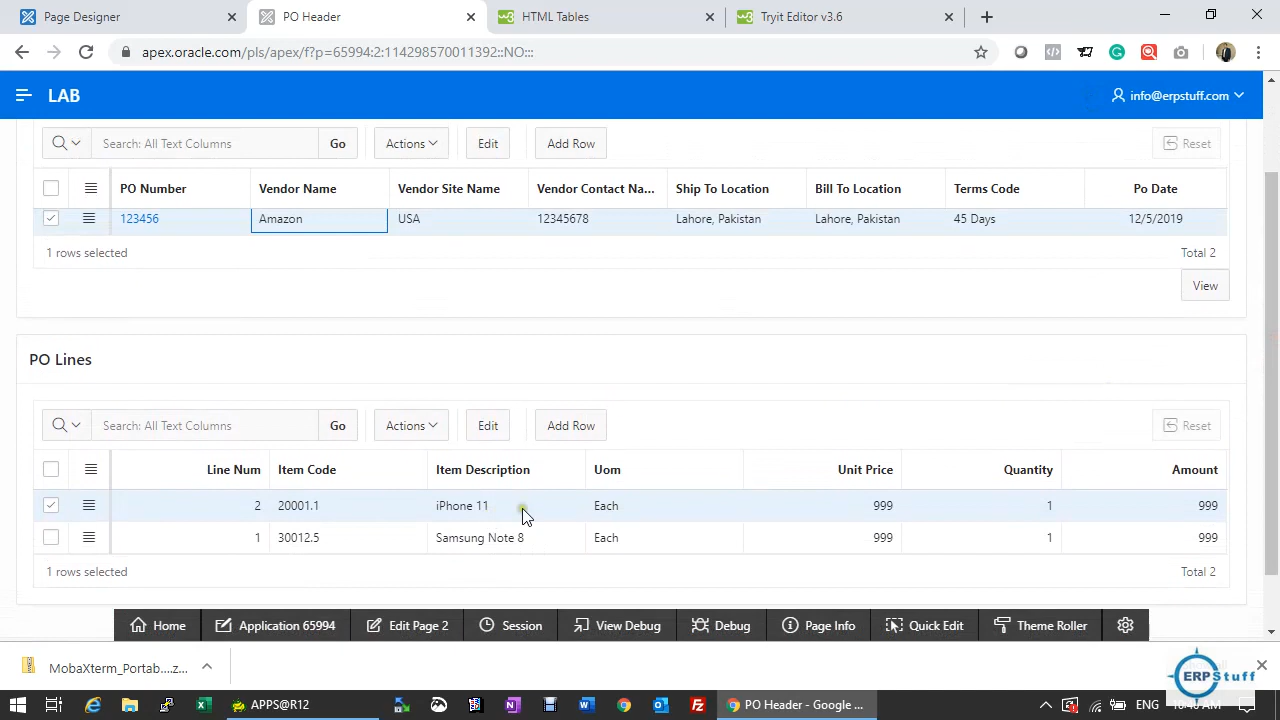 Page Designer
PO Header
HTML Tables
Tryit Editor v3.6
apex.oracle.com/pls/apex/f?p=65994:2:114298570011392::NO:::
LAB
info@erpstuff.com
Search: All Text Columns
Go
Actions
Edit
Add Row
Reset
PO Number Vendor Name Vendor Site Name Vendor Contact Na... Ship To Location Bill To Location Terms Code Po Date
123456 Amazon USA 12345678 Lahore, Pakistan Lahore, Pakistan 45 Days 12/5/2019
1 rows selected Total 2
View
PO Lines
Search: All Text Columns
Go
Actions
Edit
Add Row
Reset
Line Num Item Code Item Description Uom Unit Price Quantity Amount
2 20001.1 iPhone 11 Each 999 1 999
1 30012.5 Samsung Note 8 Each 999 1 999
1 rows selected Total 2
Home Application 65994 Edit Page 2 Session View Debug Debug Page Info Quick Edit Theme Roller
MobaXterm_Portab....z...
ERPStuff
APPS@R12
PO Header - Google ...
ENG